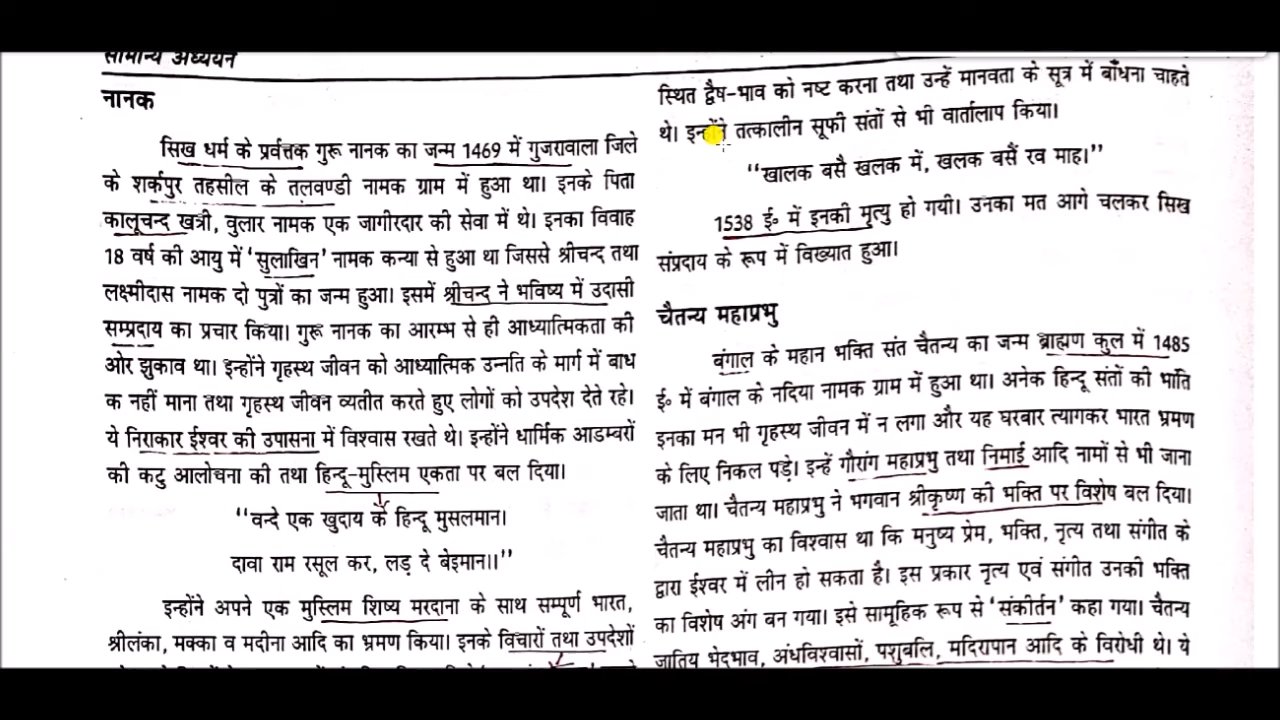 सामान्य अध्ययन
नानक
सिख धर्म के प्रर्वत्तक गुरू नानक का जन्म 1469 में गुजरावाला जिले
के शर्कपुर तहसील के तलवण्डी नामक ग्राम में हुआ था। इनके पिता
कालूचन्द खत्री, वुलार नामक एक जागीरदार की सेवा में थे। इनका विवाह
18 वर्ष की आयु में ‘सुलाखिन’ नामक कन्या से हुआ था जिससे श्रीचन्द तथा
लक्ष्मीदास नामक दो पुत्रों का जन्म हुआ। इसमें श्रीचन्द ने भविष्य में उदासी
सम्प्रदाय का प्रचार किया। गुरू नानक का आरम्भ से ही आध्यात्मिकता की
ओर झुकाव था। इन्होंने गृहस्थ जीवन को आध्यात्मिक उन्नति के मार्ग में बाध
क नहीं माना तथा गृहस्थ जीवन व्यतीत करते हुए लोगों को उपदेश देते रहे।
ये निराकार ईश्वर की उपासना में विश्वास रखते थे। इन्होंने धार्मिक आडम्बरों
की कटु आलोचना की तथा हिन्दू-मुस्लिम एकता पर बल दिया।
“वन्दे एक खुदाय के हिन्दू मुसलमान।
दावा राम रसूल कर, लड़ दे बेइमान।।”
इन्होंने अपने एक मुस्लिम शिष्य मरदाना के साथ सम्पूर्ण भारत,
श्रीलंका, मक्का व मदीना आदि का भ्रमण किया। इनके विचारों तथा उपदेशों
स्थित द्वैष-भाव को नष्ट करना तथा उन्हें मानवता के सूत्र में बाँधना चाहते
थे। इन्होंने तत्कालीन सूफी संतों से भी वार्तालाप किया।
“खालक बसै खलक में, खलक बसैं रव माह।”
1538 ई॰ में इनकी मृत्यु हो गयी। उनका मत आगे चलकर सिख
संप्रदाय के रूप में विख्यात हुआ।
चैतन्य महाप्रभु
बंगाल के महान भक्ति संत चैतन्य का जन्म ब्राह्मण कुल में 1485
ई॰ में बंगाल के नदिया नामक ग्राम में हुआ था। अनेक हिन्दू संतों की भांति
इनका मन भी गृहस्थ जीवन में न लगा और यह घरबार त्यागकर भारत भ्रमण
के लिए निकल पड़े। इन्हें गौरांग महाप्रभु तथा निमाई आदि नामों से भी जाना
जाता था। चैतन्य महाप्रभु ने भगवान श्रीकृष्ण की भक्ति पर विशेष बल दिया।
चैतन्य महाप्रभु का विश्वास था कि मनुष्य प्रेम, भक्ति, नृत्य तथा संगीत के
द्वारा ईश्वर में लीन हो सकता है। इस प्रकार नृत्य एवं संगीत उनकी भक्ति
का विशेष अंग बन गया। इसे सामूहिक रूप से ‘संकीर्तन’ कहा गया। चैतन्य
जातिय भेदभाव, अंधविश्वासों, पशुबलि, मदिरापान आदि के विरोधी थे। ये